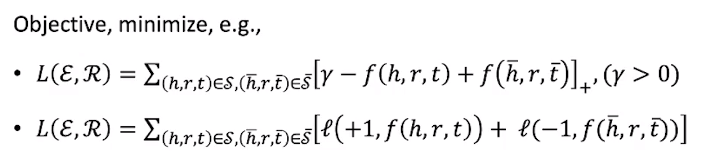 Objective, minimize, e.g.,
• L(ℰ, ℛ) = ∑₍ₕ,ᵣ,ₜ₎∈𝒮,(h̄,r,t̄)∈𝒮̄ [γ − f(h, r, t) + f(h̄, r, t̄)]₊, (γ > 0)
• L(ℰ, ℛ) = ∑₍ₕ,ᵣ,ₜ₎∈𝒮,(h̄,r,t̄)∈𝒮̄ [ℓ(+1, f(h, r, t)) + ℓ(−1, f(h̄, r, t̄))]